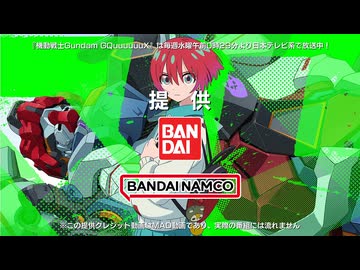 『機動戦士Gundam GQuuuuuuX』は毎週水曜午前0時29分より日本テレビ系で放送中！
提 供
BAN
DAI
BANDAI NAMCO
※この提供クレジット動画はMAD動画であり、実際の番組には流れません